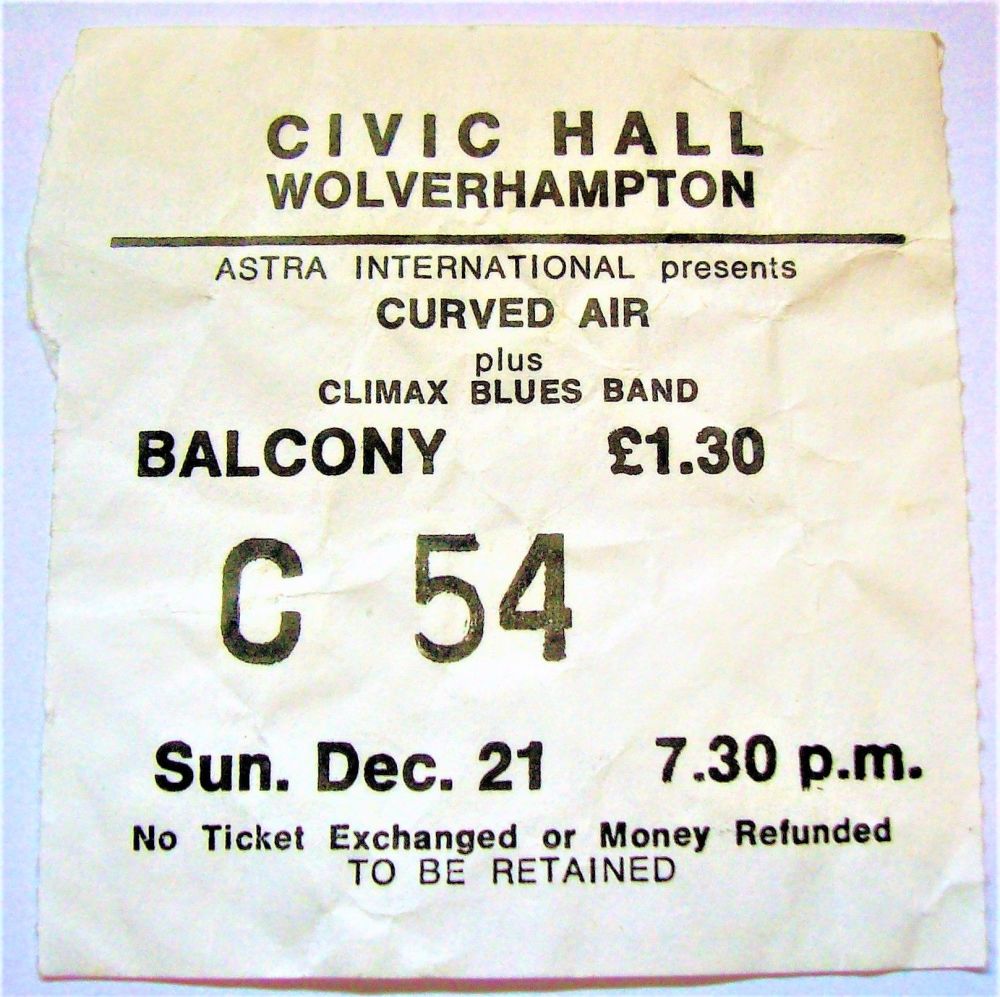 CIVIC HALL
WOLVERHAMPTON
ASTRA INTERNATIONAL presents
CURVED AIR
plus
CLIMAX BLUES BAND
BALCONY £1.30
C 54
Sun. Dec. 21 7.30 p.m.
No Ticket Exchanged or Money Refunded
TO BE RETAINED